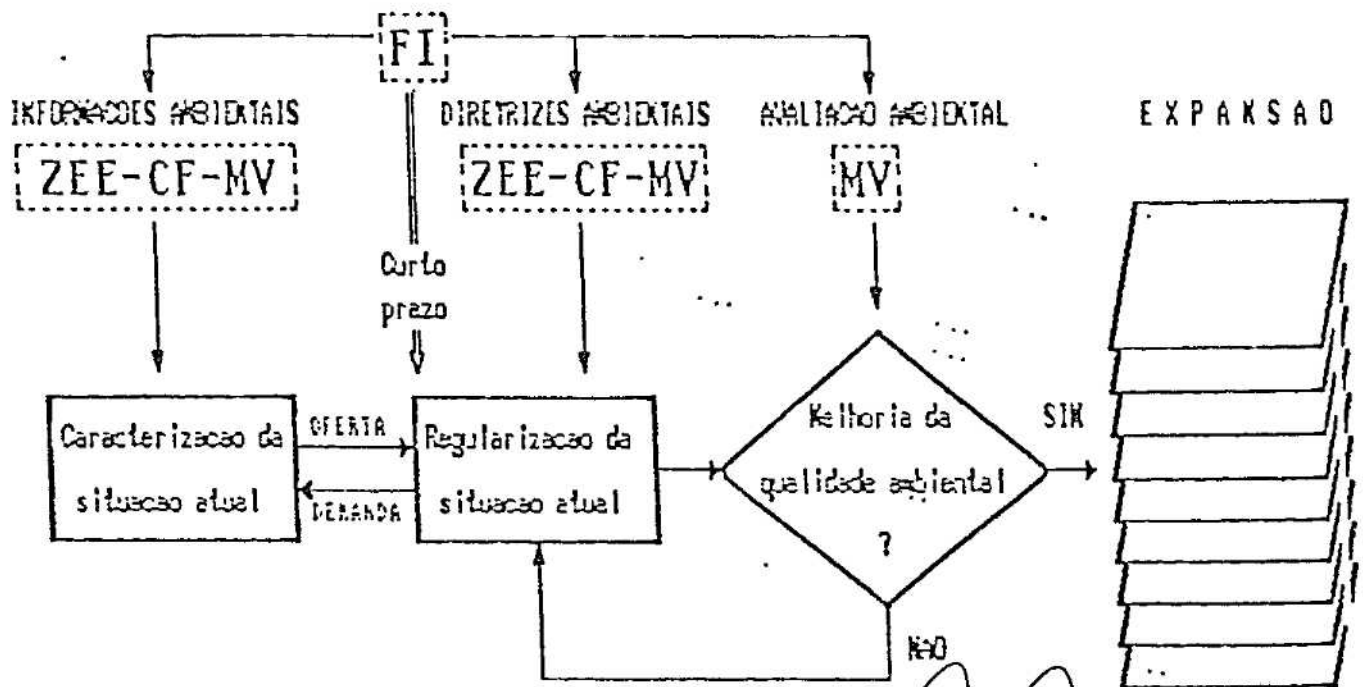 FI
INFORMACOES AMBIENTAIS
ZEE-CF-MV
DIRETRIZES AMBIENTAIS
ZEE-CF-MV
AVALIACAO AMBIENTAL
MV
EXPANSAO
Curto
prazo
Caracterizacao da
situacao atual
OFERTA
DEMANDA
Regularizacao da
situacao atual
Melhoria da
qualidade ambiental
?
SIM
NAO